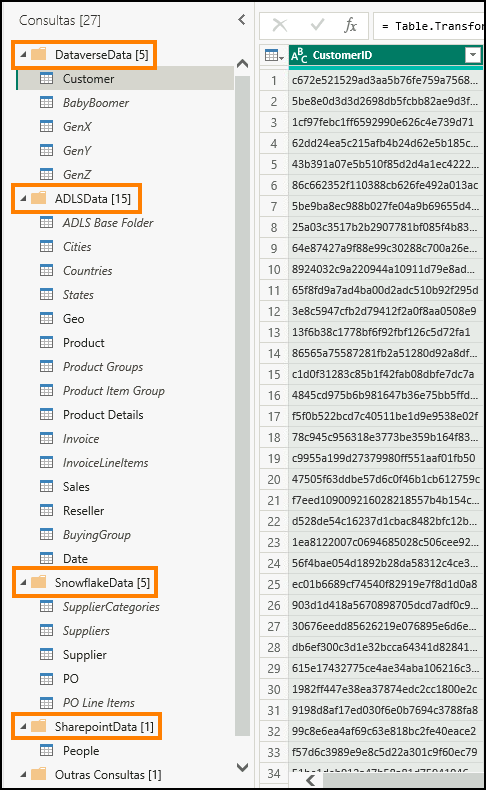 Consultas [27]
DataverseData [5]
Customer
BabyBoomer
GenX
GenY
GenZ
ADLSData [15]
ADLS Base Folder
Cities
Countries
States
Geo
Product
Product Groups
Product Item Group
Product Details
Invoice
InvoiceLineItems
Sales
Reseller
BuyingGroup
Date
SnowflakeData [5]
SupplierCategories
Suppliers
Supplier
PO
PO Line Items
SharepointData [1]
People
Outras Consultas [1]
fx
= Table.Transform
ABC CustomerID
1 c672e521529ad3aa5b76fe759a7568...
2 5be8e0d3d3d2698db5fcbb82ae9d3f...
3 1cf97febc1ff6592990e626c4e739d71
4 62dd24ea5c215afb4b24d62e5b185c...
5 43b391a07e5b510f85d2d4a1ec4222...
6 86c662352f110388cb626fe492a013ac
7 5be9ba8ec988b027fe04a9b69655d4...
8 25a03c3517b2b2907781bf085f4b83...
9 64e87427a9f88e99c30288c700a26e...
10 8924032c9a220944a10911d79e8ad...
11 65f8fd9a7ad4ba00d2adc510b92f295d
12 3e8c5947cfb2d79412f2a0f8aa0508e9
13 13f6b38c1778bf6f92fbf126c5d72fa1
14 86565a75587281fb2a51280d92a8df...
15 c1d0f31283c85b1f42fab08dbfe7dc7a
16 4845cd975b6b981647b36e75bb5ffd...
17 f5f0b522bcd7c40511be1d9e9538e02f
18 78c945c956318e3773be359b164f83...
19 c9955a199d27379980ff551aaf01fb50
20 47505f63ddbe57d6c0f46b1cb612759c
21 f7eed109009216028218557b4b154c...
22 d528de54c16237d1cbac8482bfc12b...
23 1ea8122007c0694685028c506cee92...
24 56f4bae054d1892b28da58312c4ce3...
25 ec01b6689cf74540f82919e7f8d1d0a8
26 903d1d418a5670898705dcd7adf0c9...
27 30676eedd85626219e076895e6d6e...
28 db6ef300c3d1e32bcca64341d82841...
29 615e17432775ce4ae34aba106216c3...
30 1982ff447e38ea37874edc2cc1800e2c
31 9198d8af17ed030f6e0b7694c3788fa8
32 99c8e6ea4af69c63e818bc2fe40eace2
33 f57d6c3989e9e8c5d22a301c9f60ec79
34